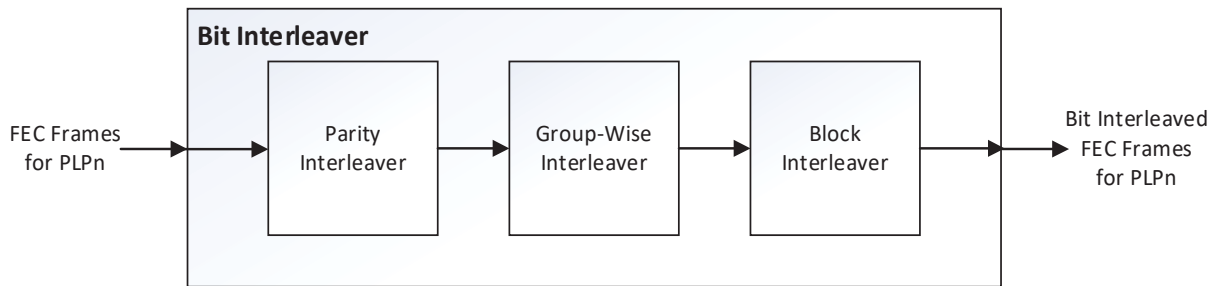 Bit Interleaver
FEC Frames
for PLPn
Parity
Interleaver
Group-Wise
Interleaver
Block
Interleaver
Bit Interleaved
FEC Frames
for PLPn